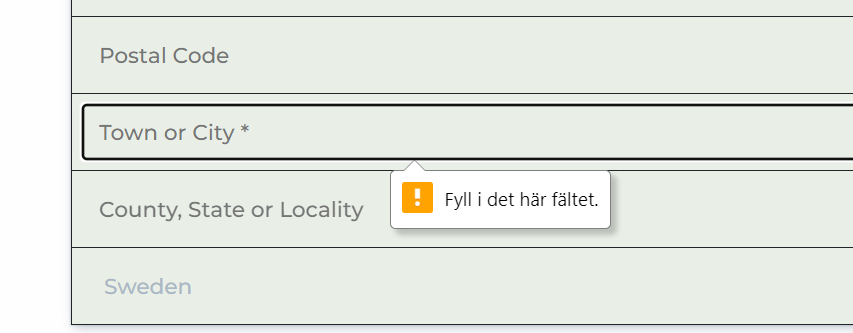 Postal Code
Town or City *
Fyll i det här fältet.
County, State or Locality
Sweden